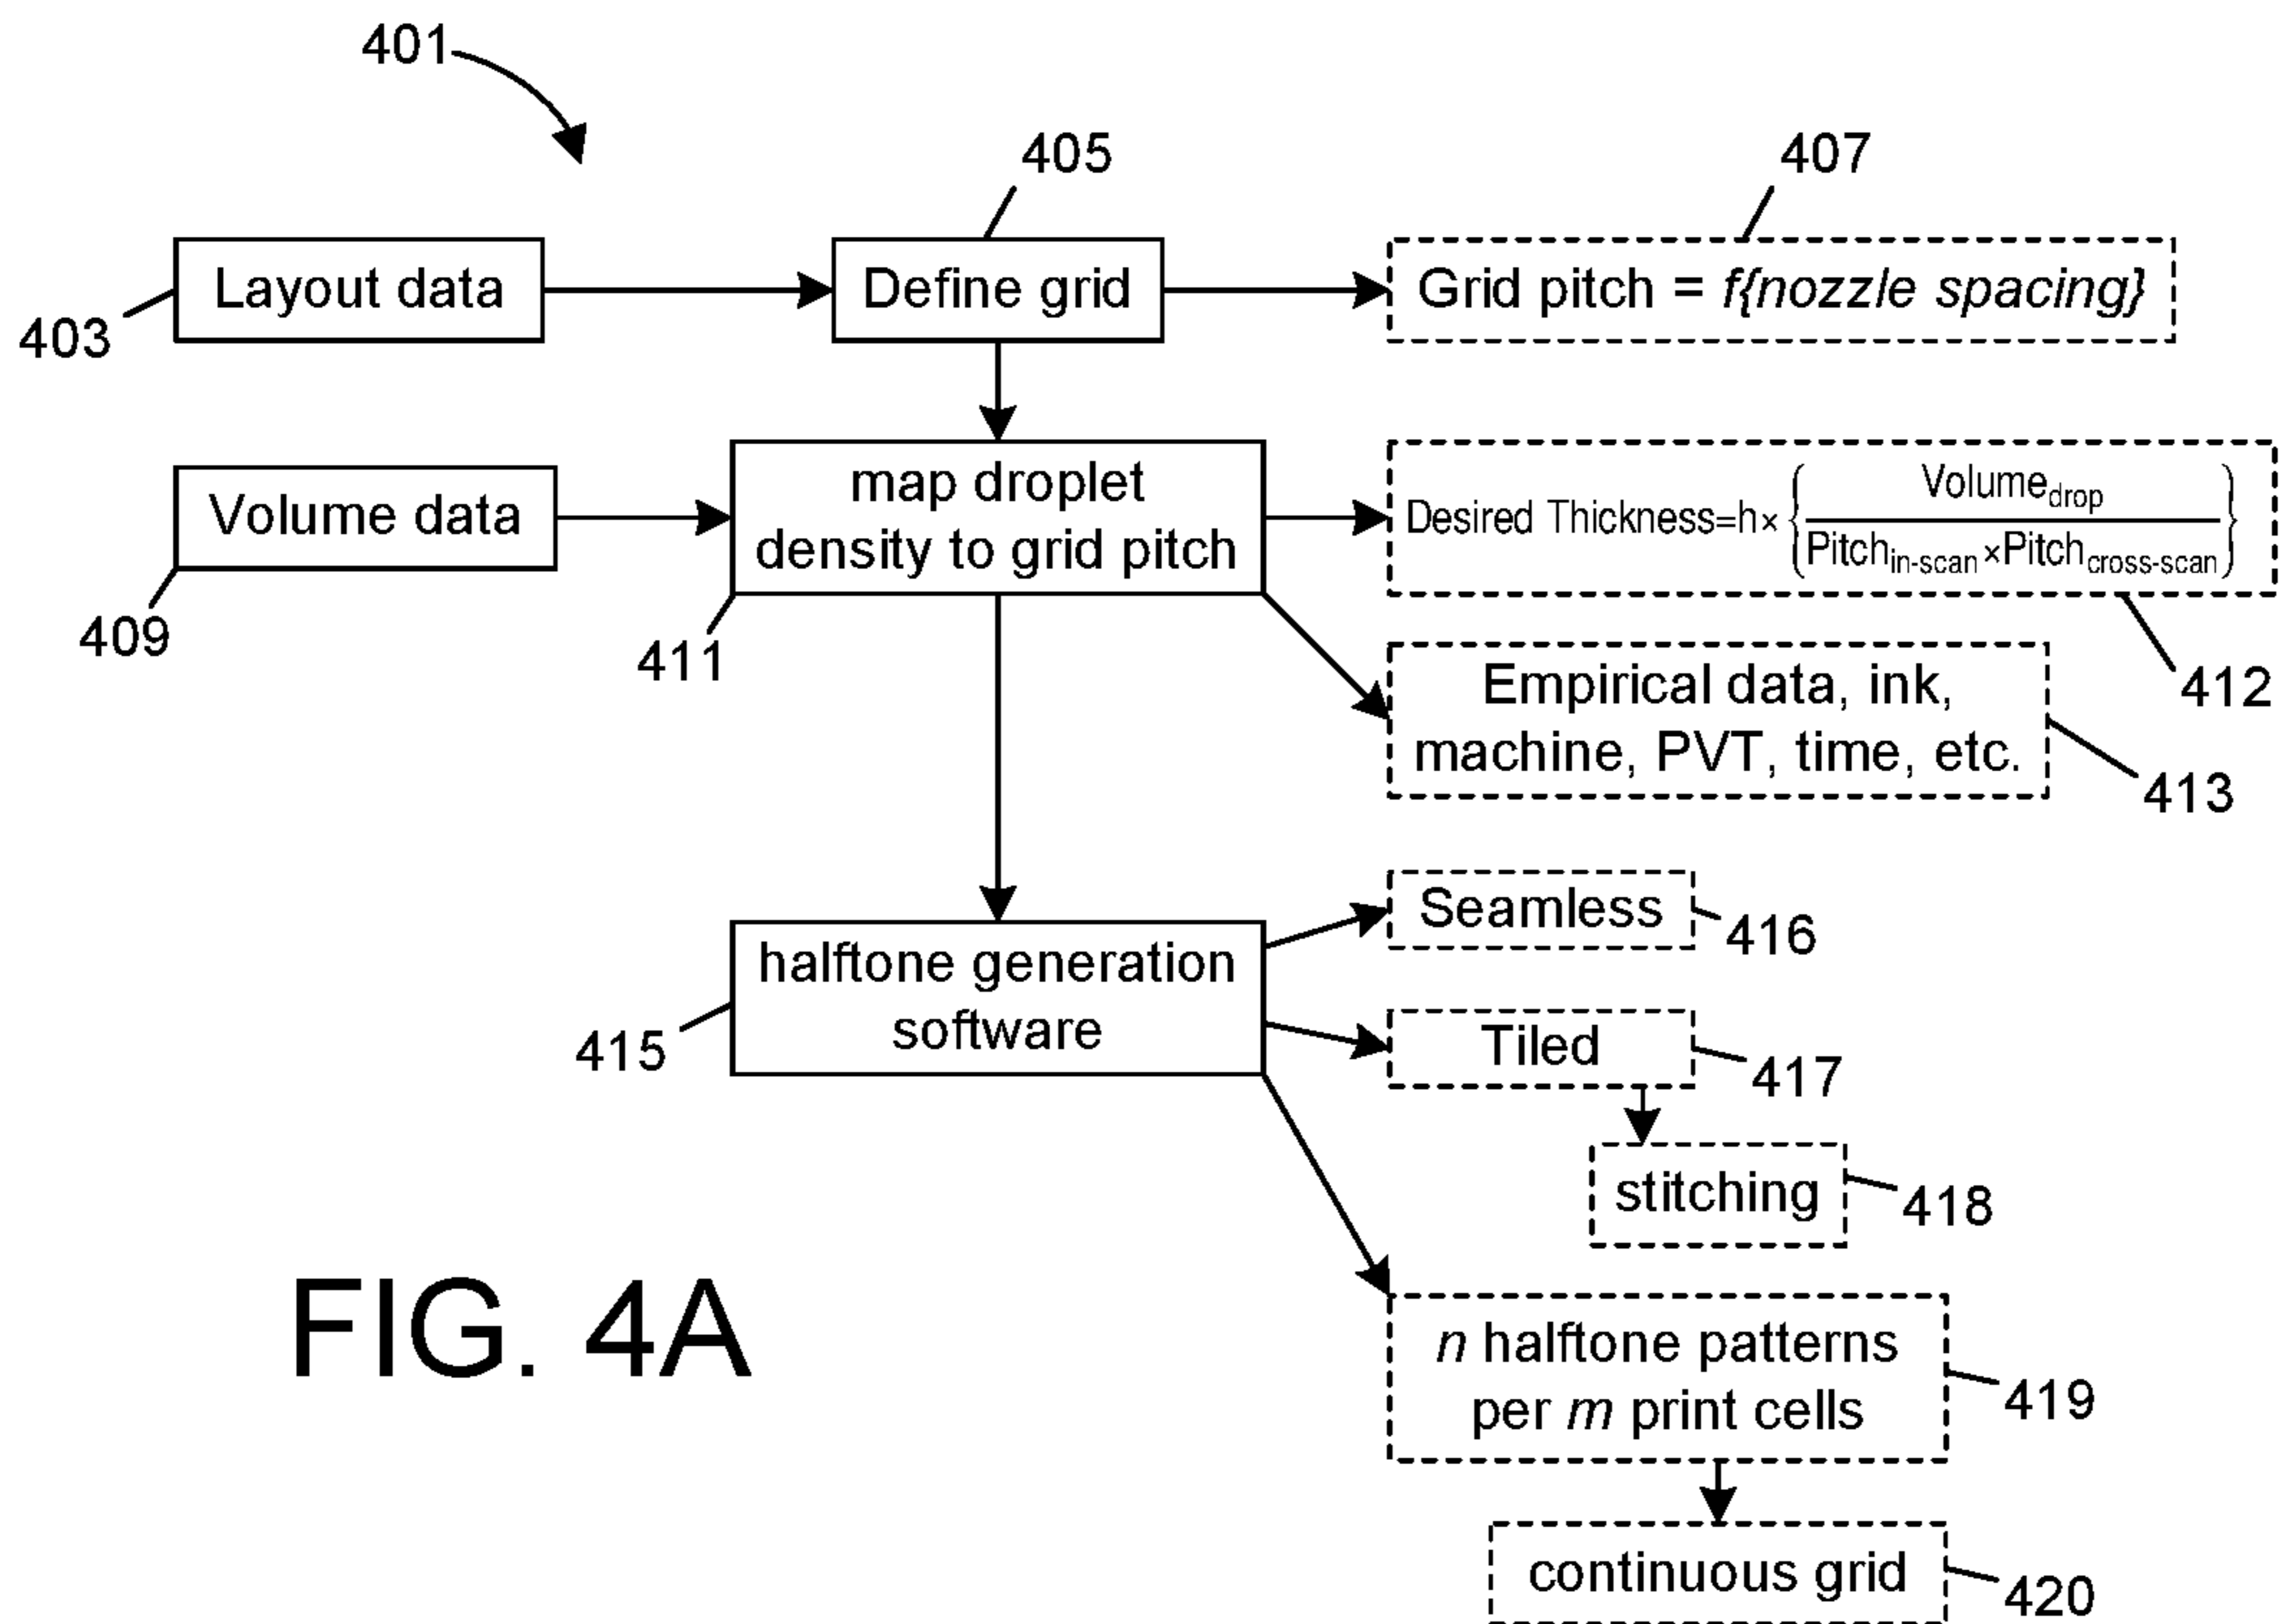 401
405
407
Layout data
Define grid
Grid pitch = f{nozzle spacing}
403
Volume data
map droplet
density to grid pitch
Desired Thickness=h×{Volume_drop / Pitch_in-scan×Pitch_cross-scan}
409
411
412
Empirical data, ink,
machine, PVT, time, etc.
413
halftone generation
software
415
Seamless
416
Tiled
417
stitching
418
n halftone patterns
per m print cells
419
continuous grid
420
FIG. 4A